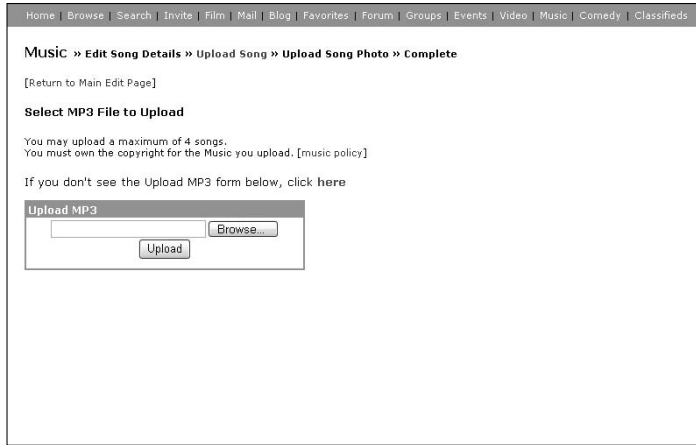 Home | Browse | Search | Invite | Film | Mail | Blog | Favorites | Forum | Groups | Events | Video | Music | Comedy | Classifieds
Music » Edit Song Details » Upload Song » Upload Song Photo » Complete
[Return to Main Edit Page]
Select MP3 File to Upload
You may upload a maximum of 4 songs.
You must own the copyright for the Music you upload. [music policy]
If you don't see the Upload MP3 form below, click here
Upload MP3
Browse...
Upload